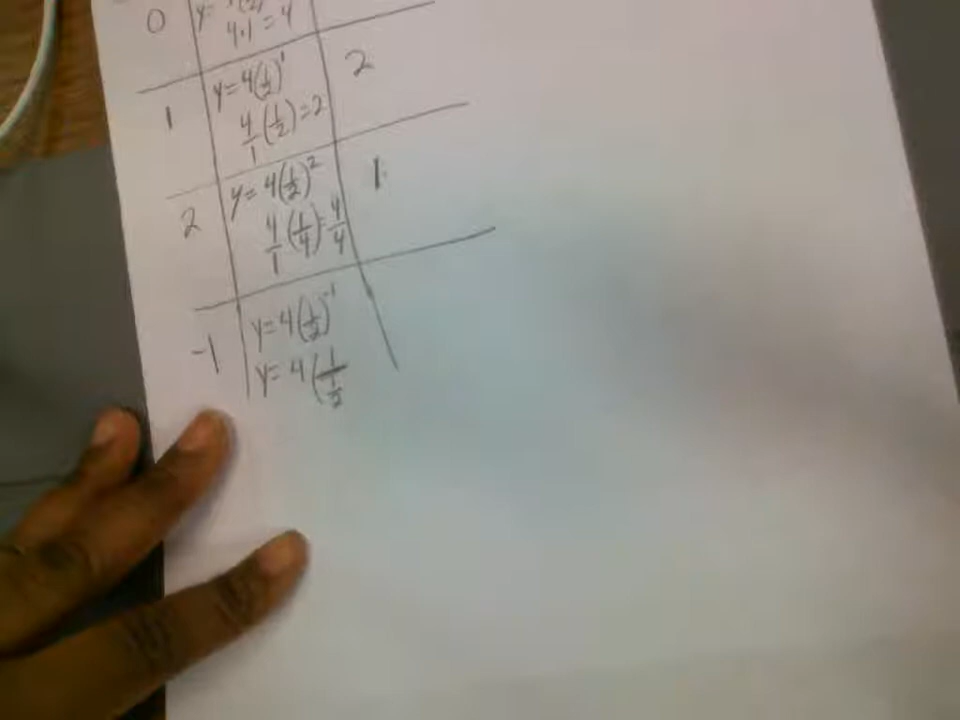 0
4·1 = 4
1
y = 4(1/2)^1
4/1 (1/2) = 2
2
2
y = 4(1/2)^2
4/1 (1/4) = 4/4
1
-1
y = 4(1/2)^-1
y = 4(1/(1/2)